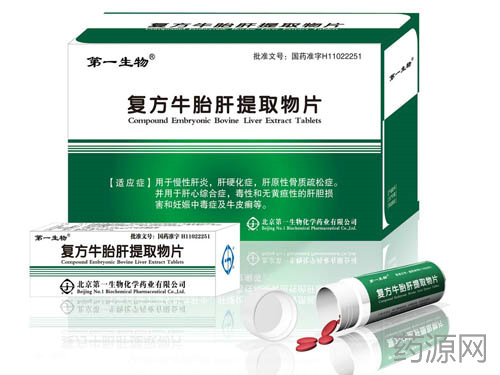 第一生物®
批准文号：国药准字H11022251
复方牛胎肝提取物片
Compound Embryonic Bovine Liver Extract Tablets
【适应症】用于慢性肝炎，肝硬化症，肝原性骨质疏松症。
并用于肝心综合症，毒性和无黄疸性的肝胆损
害和妊娠中毒症及牛皮癣等。
北京第一生物化学药业有限公司
Beijing No.1 Biochemical Pharmaceutical Co.,Ltd.
第一生物®
批准文号：国药准字H11022251
复方牛胎肝提取物片
Compound Embryonic Bovine Liver Extract Tablets
北京第一生物化学药业有限公司
Beijing No.1 Biochemical Pharmaceutical Co.,Ltd.
第一生物®
复方牛胎肝提取物片
药源网